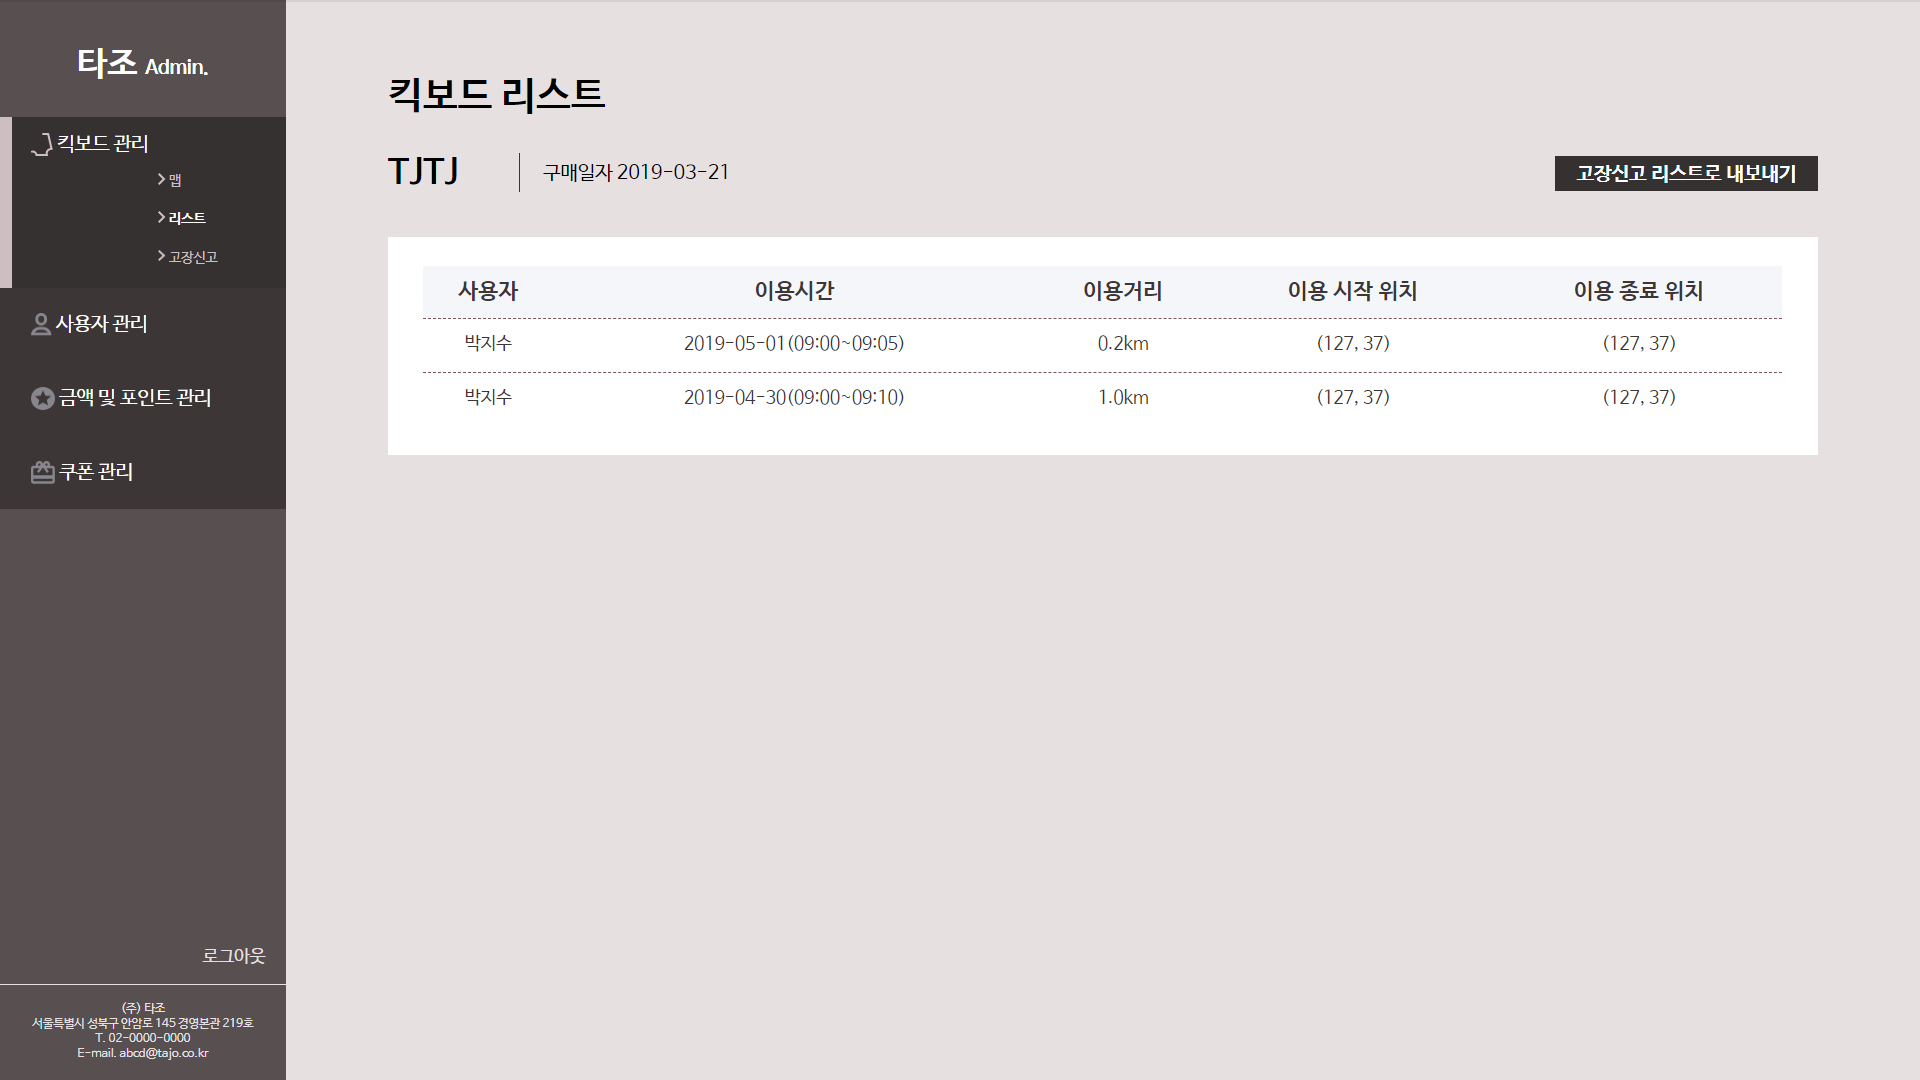 타조 Admin.
킥보드 관리
맵
리스트
고장신고
사용자 관리
금액 및 포인트 관리
쿠폰 관리
로그아웃
(주) 타조
서울특별시 성북구 안암로 145 경영본관 219호
T. 02-0000-0000
E-mail. abcd@tajo.co.kr
킥보드 리스트
TJTJ 구매일자 2019-03-21 고장신고 리스트로 내보내기
사용자 이용시간 이용거리 이용 시작 위치 이용 종료 위치
박지수 2019-05-01(09:00~09:05) 0.2km (127, 37) (127, 37)
박지수 2019-04-30(09:00~09:10) 1.0km (127, 37) (127, 37)